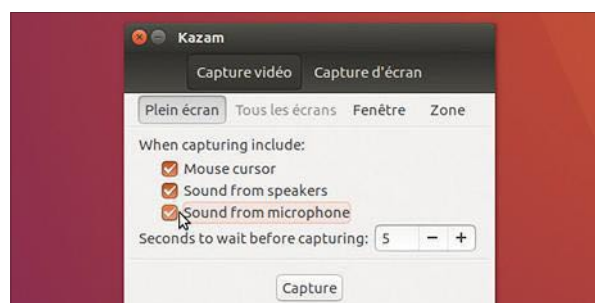 Kazam
Capture vidéo Capture d'écran
Plein écran Tous les écrans Fenêtre Zone
When capturing include:
Mouse cursor
Sound from speakers
Sound from microphone
Seconds to wait before capturing: 5 - +
Capture